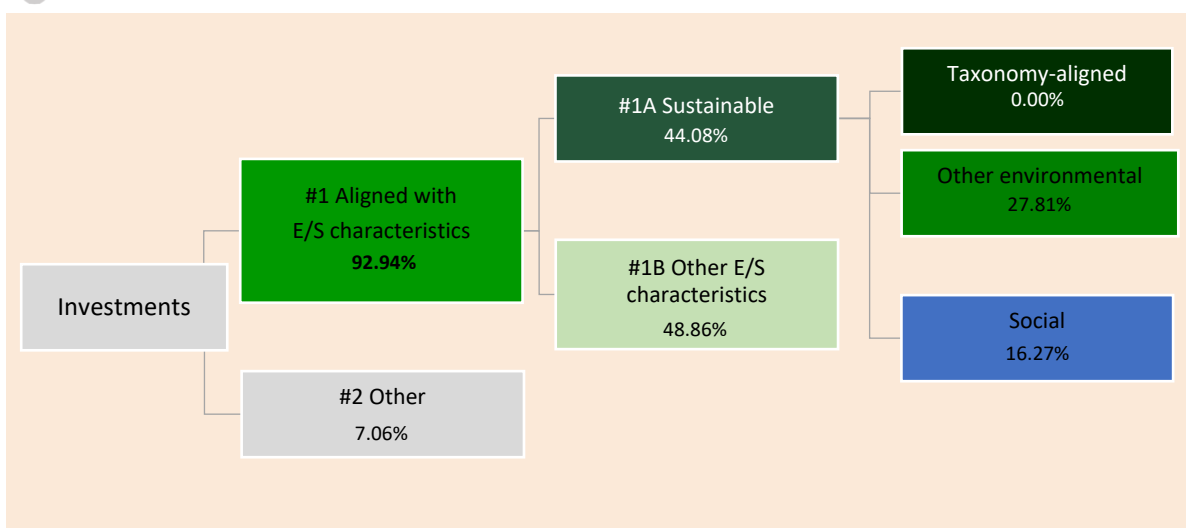 Investments
#1 Aligned with
E/S characteristics
92.94%
#2 Other
7.06%
#1A Sustainable
44.08%
#1B Other E/S
characteristics
48.86%
Taxonomy-aligned
0.00%
Other environmental
27.81%
Social
16.27%